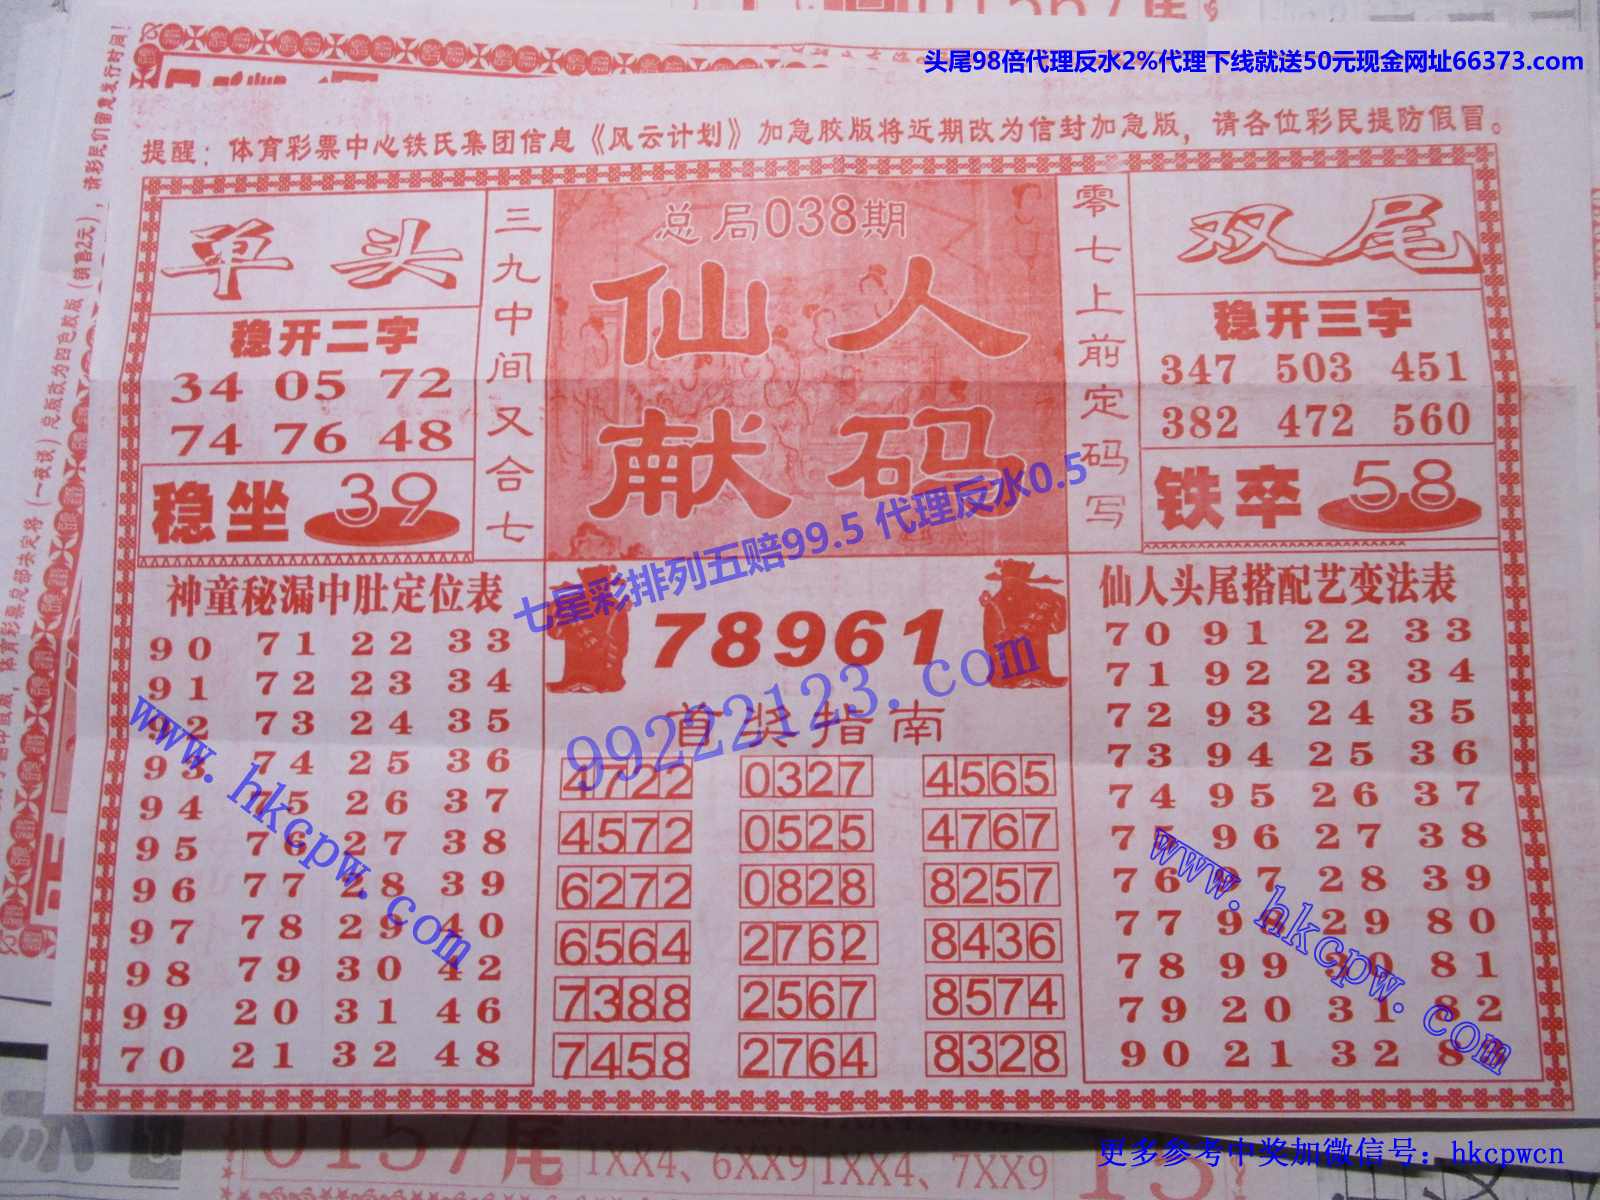 头尾98倍代理反水2%代理下线就送50元现金网址66373.com
提醒：体育彩票中心铁氏集团信息《风云计划》加急胶版将近期改为信封加急版，请各位彩民提防假冒。
单头
稳开二字
34 05 72
74 76 48
稳坐 39
三九中间又合七
总局038期
仙人
献码
零七上前定码写
双尾
稳开三字
347 503 451
382 472 560
铁卒 58
七星彩排列五赔99.5 代理反水0.5
99222123.com
神童秘漏中肚定位表
90 71 22 33
91 72 23 34
92 73 24 35
93 74 25 36
94 75 26 37
95 76 27 38
96 77 28 39
97 78 29 40
98 79 30 42
99 20 31 46
70 21 32 48
www.hkcpw.com
78961
首奖指南
4722 0327 4565
4572 0525 4767
6272 0828 8257
6564 2762 8436
7388 2567 8574
7458 2764 8328
仙人头尾搭配艺变法表
70 91 22 33
71 92 23 34
72 93 24 35
73 94 25 36
74 95 26 37
75 96 27 38
76 97 28 39
77 98 29 80
78 99 30 81
79 20 31 82
90 21 32 83
www.hkcpw.com
0157尾
1XX4、6XX9 1XX4、7XX9
更多参考中奖加微信号：hkcpwcn